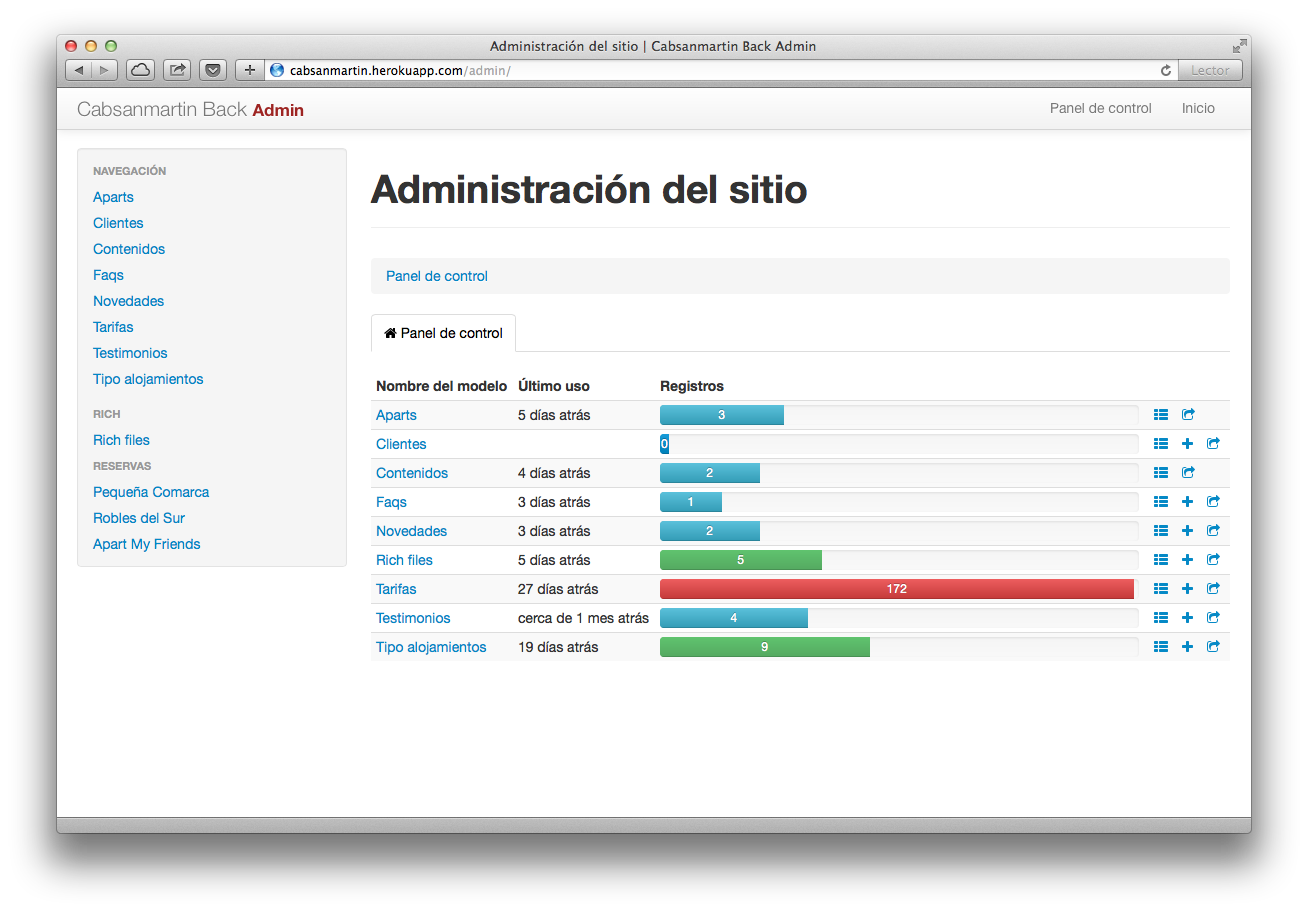 Administración del sitio | Cabsanmartin Back Admin
cabsanmartin.herokuapp.com/admin/
Lector
Cabsanmartin Back Admin
Panel de control
Inicio
NAVEGACIÓN
Aparts
Clientes
Contenidos
Faqs
Novedades
Tarifas
Testimonios
Tipo alojamientos
RICH
Rich files
RESERVAS
Pequeña Comarca
Robles del Sur
Apart My Friends
Administración del sitio
Panel de control
Panel de control
Nombre del modelo Último uso Registros
Aparts 5 días atrás 3
Clientes 0
Contenidos 4 días atrás 2
Faqs 3 días atrás 1
Novedades 3 días atrás 2
Rich files 5 días atrás 5
Tarifas 27 días atrás 172
Testimonios cerca de 1 mes atrás 4
Tipo alojamientos 19 días atrás 9